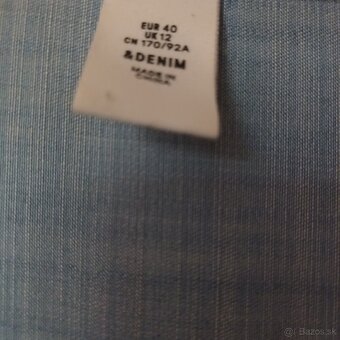 EUR 40
UK 12
CN 170/92A
&DENIM
MADE IN
CHINA
Bazos.sk